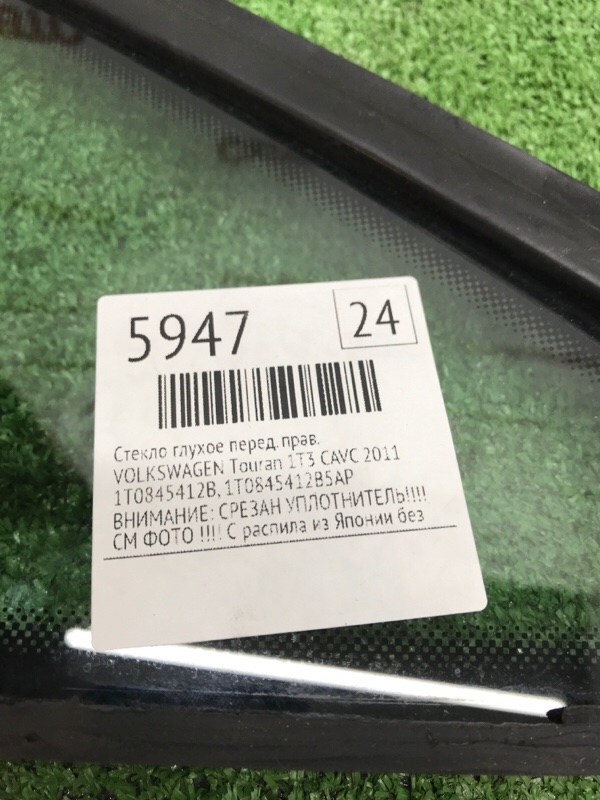 5947
24
Стекло глухое перед. прав.
VOLKSWAGEN Touran 1T3 CAVC 2011
1T0845412B, 1T0845412B5AP
ВНИМАНИЕ: СРЕЗАН УПЛОТНИТЕЛЬ!!!!
СМ ФОТО !!!! С распила из Японии без